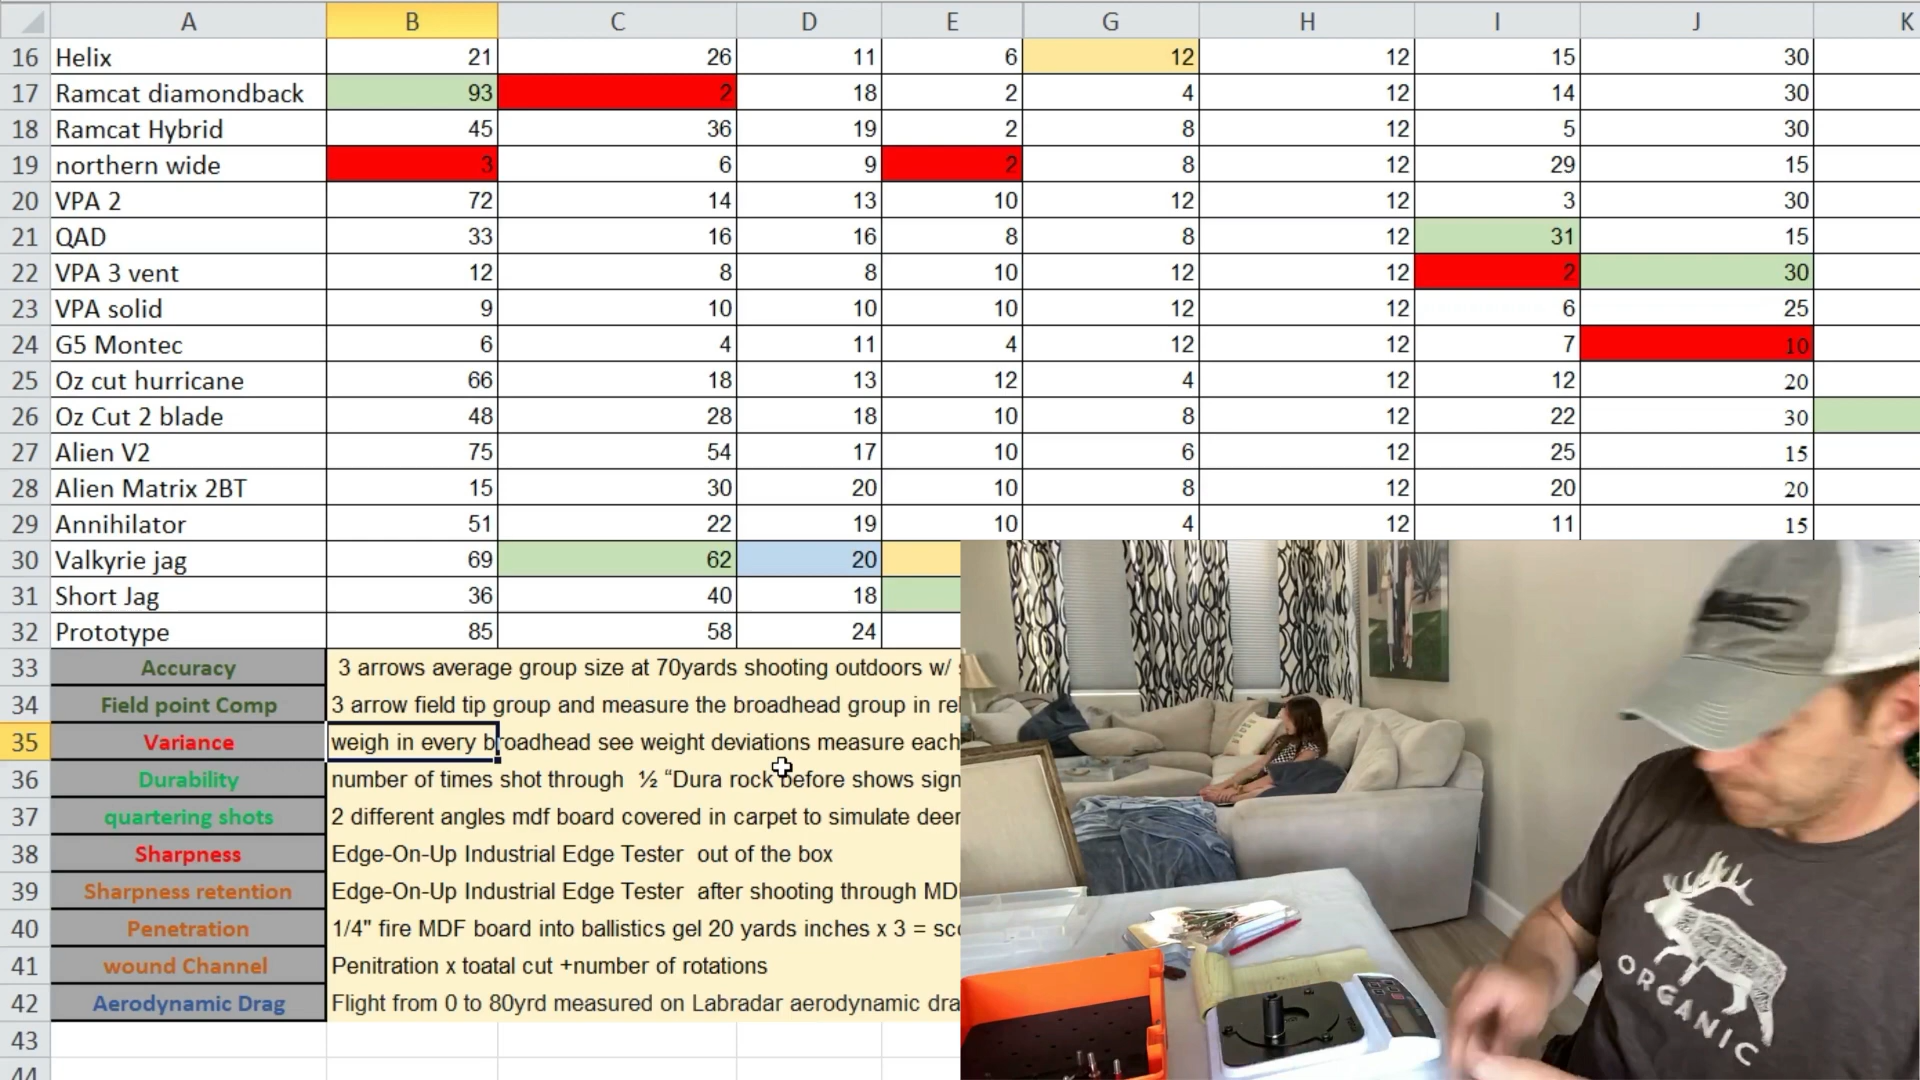 A B C D E G H I J K
16 Helix 21 26 11 6 12 12 15 30
17 Ramcat diamondback 93 2 18 2 4 12 14 30
18 Ramcat Hybrid 45 36 19 2 8 12 5 30
19 northern wide 3 6 9 2 8 12 29 15
20 VPA 2 72 14 13 10 12 12 3 30
21 QAD 33 16 16 8 8 12 31 15
22 VPA 3 vent 12 8 8 10 12 12 2 30
23 VPA solid 9 10 10 10 12 12 6 25
24 G5 Montec 6 4 11 4 12 12 7 10
25 Oz cut hurricane 66 18 13 12 4 12 12 20
26 Oz Cut 2 blade 48 28 18 10 8 12 22 30
27 Alien V2 75 54 17 10 6 12 25 15
28 Alien Matrix 2BT 15 30 20 10 8 12 20 20
29 Annihilator 51 22 19 10 4 12 11 15
30 Valkyrie jag 69 62 20
31 Short Jag 36 40 18
32 Prototype 85 58 24
33 Accuracy 3 arrows average group size at 70yards shooting outdoors w/
34 Field point Comp 3 arrow field tip group and measure the broadhead group in rel
35 Variance weigh in every broadhead see weight deviations measure each
36 Durability number of times shot through ½ “Dura rock before shows sign
37 quartering shots 2 different angles mdf board covered in carpet to simulate deer
38 Sharpness Edge-On-Up Industrial Edge Tester out of the box
39 Sharpness retention Edge-On-Up Industrial Edge Tester after shooting through MD
40 Penetration 1/4" fire MDF board into ballistics gel 20 yards inches x 3 = sco
41 wound Channel Penitration x toatal cut +number of rotations
42 Aerodynamic Drag Flight from 0 to 80yrd measured on Labradar aerodynamic dra
43
44
ORGANIC